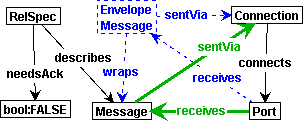 RelSpec
Envelope
Message
sentVia
Connection
describes
sentVia
needsAck
wraps
connects
receives
bool:FALSE
Message
receives
Port